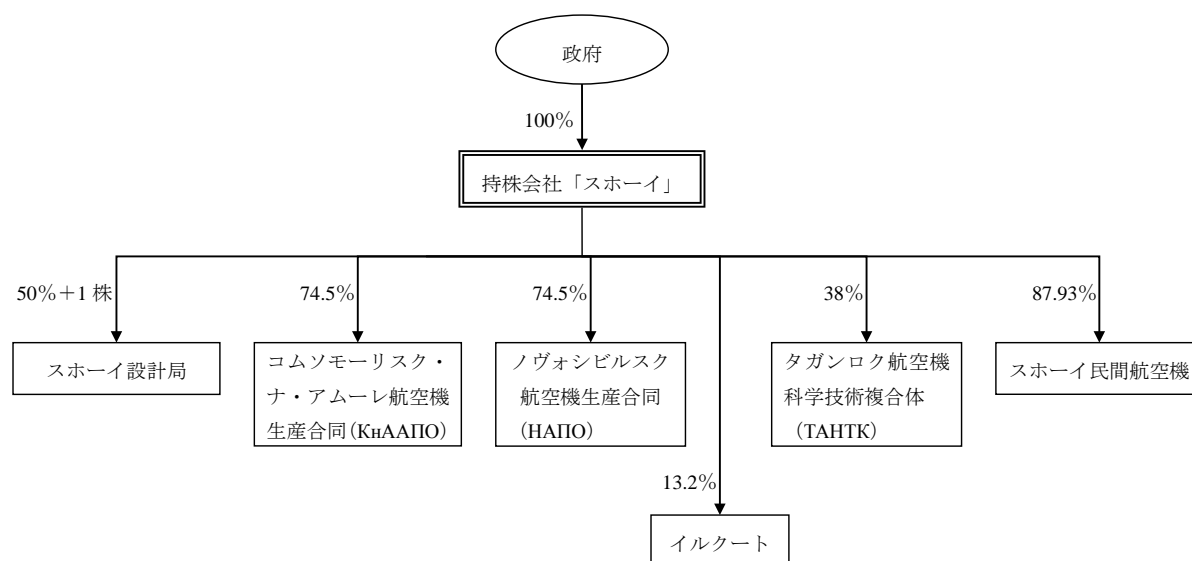 政府
100%
持株会社「スホーイ」
50%＋1 株
74.5%
74.5%
38%
87.93%
スホーイ設計局
コムソモーリスク・
ナ・アムーレ航空機
生産合同(КнААПО)
ノヴォシビルスク
航空機生産合同
(НАПО)
タガンロク航空機
科学技術複合体
（ТАНТК）
スホーイ民間航空機
13.2%
イルクート